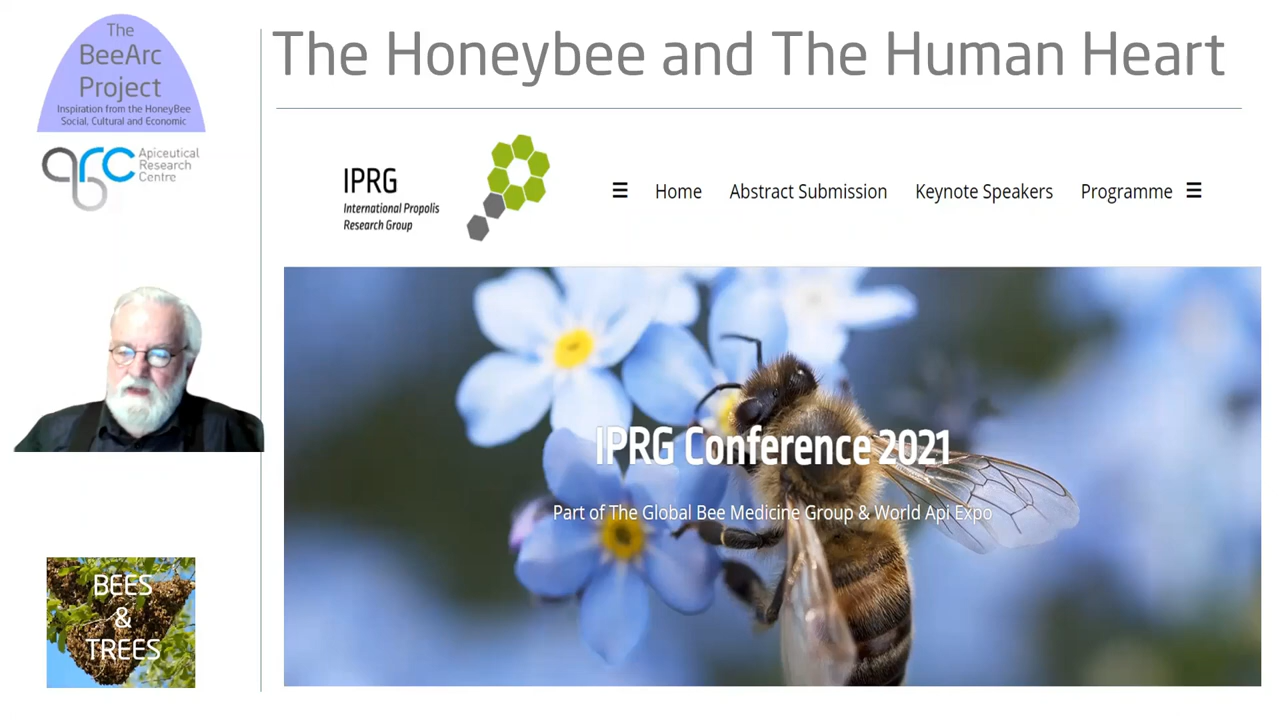 The
BeeArc
Project
Inspiration from the HoneyBee
Social, Cultural and Economic
arc
b
Apiceutical
Research
Centre
The Honeybee and The Human Heart
IPRG
International Propolis
Research Group
Home Abstract Submission Keynote Speakers Programme
IPRG Conference 2021
Part of The Global Bee Medicine Group & World Api Expo
BEES
&
TREES